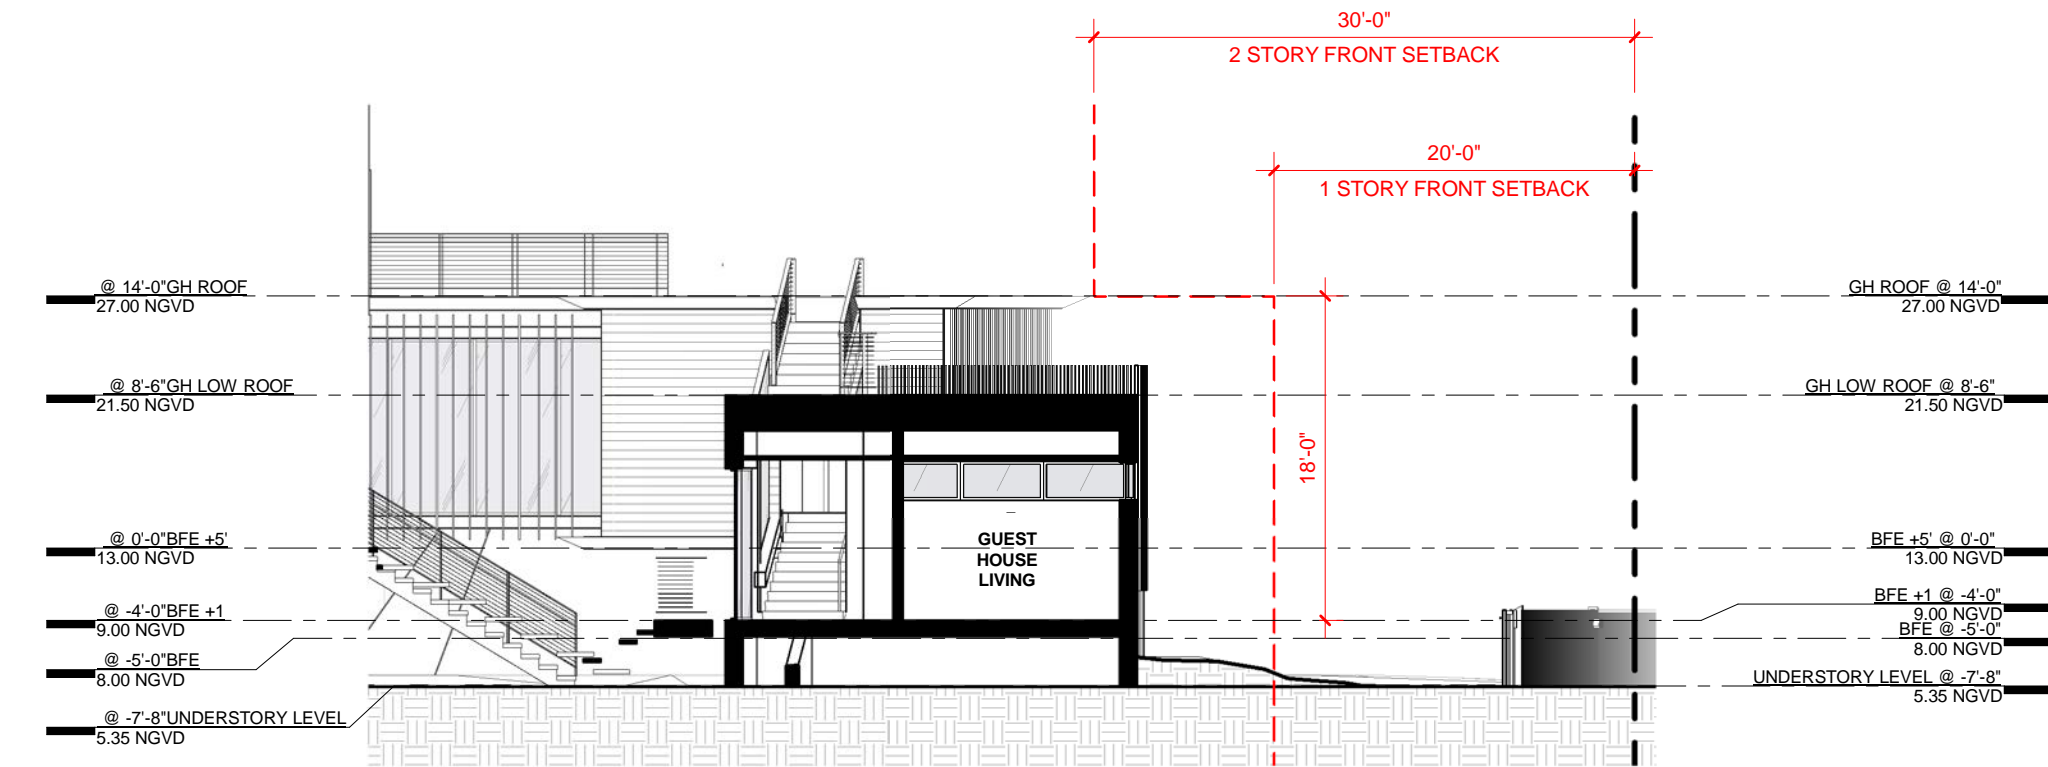 30'-0"
2 STORY FRONT SETBACK
20'-0"
1 STORY FRONT SETBACK
@ 14'-0"GH ROOF
27.00 NGVD
GH ROOF @ 14'-0"
27.00 NGVD
@ 8'-6"GH LOW ROOF
21.50 NGVD
GH LOW ROOF @ 8'-6"
21.50 NGVD
18'-0"
GUEST
HOUSE
LIVING
@ 0'-0"BFE +5'
13.00 NGVD
BFE +5' @ 0'-0"
13.00 NGVD
@ -4'-0"BFE +1
9.00 NGVD
BFE +1 @ -4'-0"
9.00 NGVD
@ -5'-0"BFE
8.00 NGVD
BFE @ -5'-0"
8.00 NGVD
@ -7'-8"UNDERSTORY LEVEL
5.35 NGVD
UNDERSTORY LEVEL @ -7'-8"
5.35 NGVD